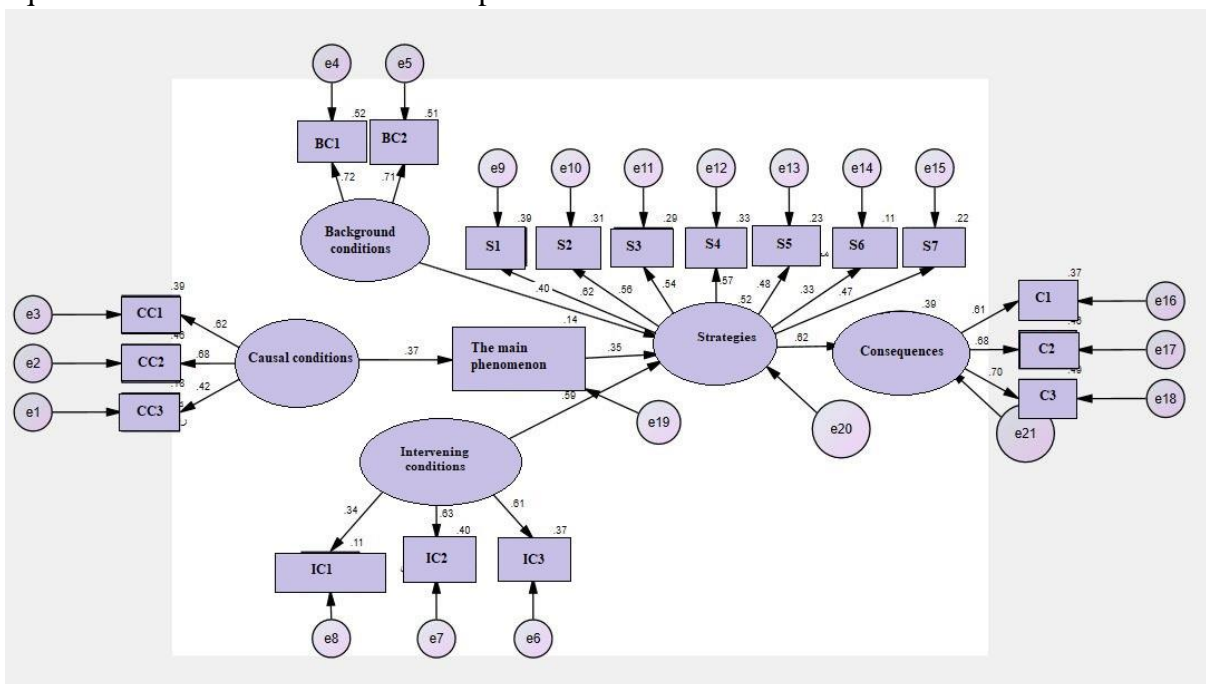 e4
e5
.52
.51
BC1
BC2
.72
.71
e9
e10
e11
e12
e13
e14
e15
Background
conditions
.39
.31
.29
.33
.23
.11
.22
S1
S2
S3
S4
S5
S6
S7
.40
.62
.56
.54
.57
.48
.33
.47
.52
.39
.37
e3
CC1
.39
.62
Causal conditions
.37
.14
The main
phenomenon
.35
Strategies
.62
Consequences
.61
C1
e16
e2
CC2
.68
.68
C2
e17
e1
CC3
.42
.70
C3
e18
.59
e19
e20
e21
Intervening
conditions
.34
.63
.61
.11
.40
.37
IC1
IC2
IC3
e8
e7
e6